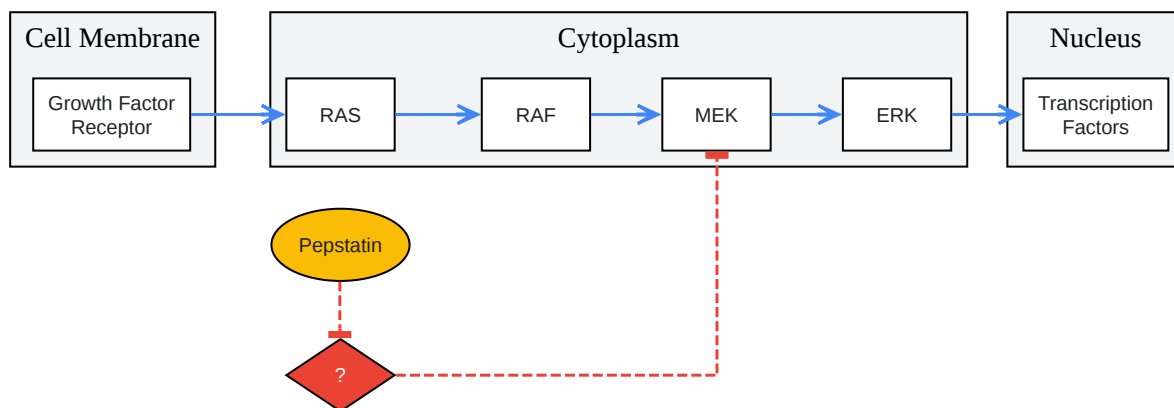 Cell Membrane
Cytoplasm
Nucleus
Growth Factor
Receptor
RAS
RAF
MEK
ERK
Transcription
Factors
Pepstatin
?